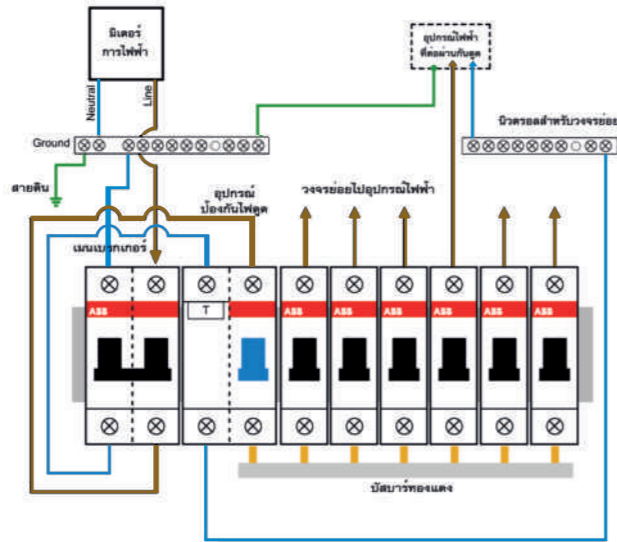 มิเตอร์
การไฟฟ้า
อุปกรณ์ไฟฟ้า
ที่ต่อผ่านกันดูด
Neutral
Line
นิวตรอลสำหรับวงจรย่อย
Ground
สายดิน
อุปกรณ์
ป้องกันไฟดูด
วงจรย่อยไปอุปกรณ์ไฟฟ้า
เมนเบรกเกอร์
ABB
T
ABB
ABB
ABB
ABB
ABB
ABB
บัสบาร์ทองแดง